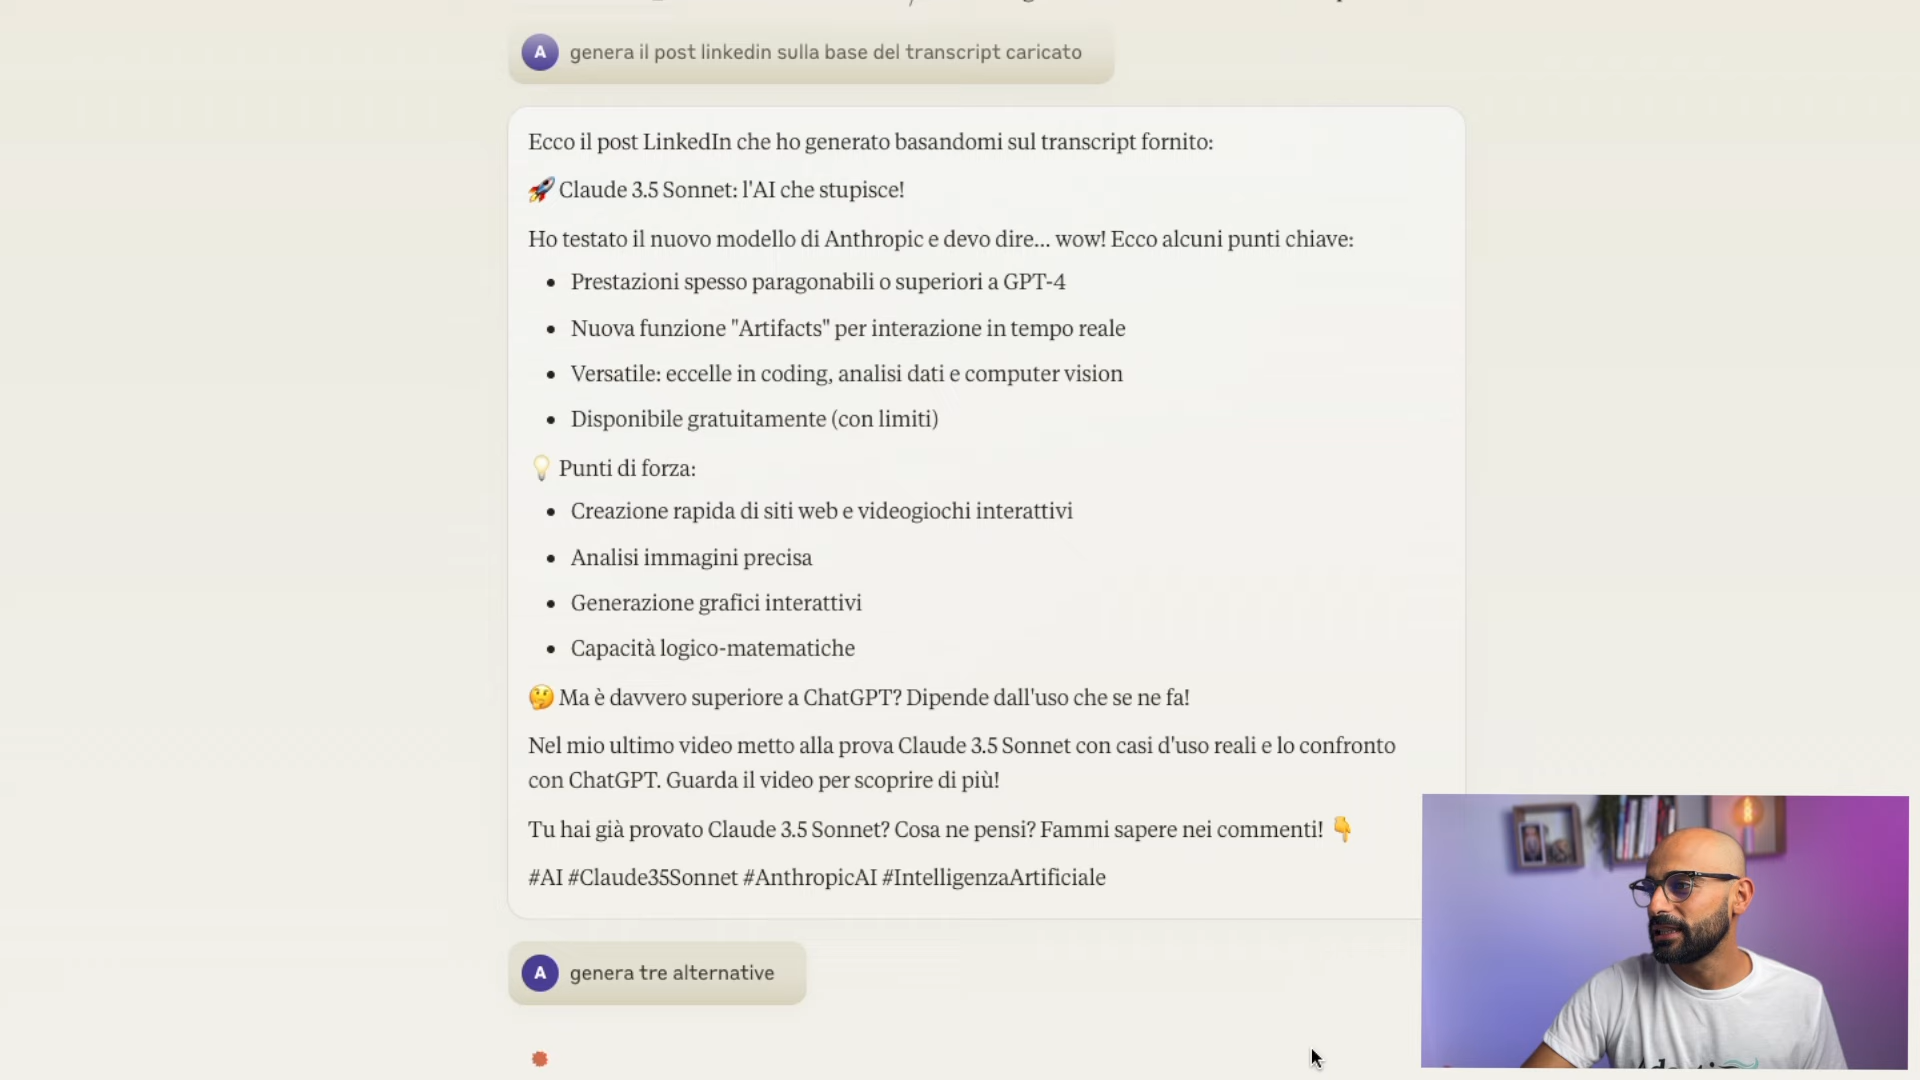 A genera il post linkedin sulla base del transcript caricato
Ecco il post LinkedIn che ho generato basandomi sul transcript fornito:
🚀 Claude 3.5 Sonnet: l'AI che stupisce!
Ho testato il nuovo modello di Anthropic e devo dire... wow! Ecco alcuni punti chiave:
• Prestazioni spesso paragonabili o superiori a GPT-4
• Nuova funzione "Artifacts" per interazione in tempo reale
• Versatile: eccelle in coding, analisi dati e computer vision
• Disponibile gratuitamente (con limiti)
💡 Punti di forza:
• Creazione rapida di siti web e videogiochi interattivi
• Analisi immagini precisa
• Generazione grafici interattivi
• Capacità logico-matematiche
🤔 Ma è davvero superiore a ChatGPT? Dipende dall'uso che se ne fa!
Nel mio ultimo video metto alla prova Claude 3.5 Sonnet con casi d'uso reali e lo confronto
con ChatGPT. Guarda il video per scoprire di più!
Tu hai già provato Claude 3.5 Sonnet? Cosa ne pensi? Fammi sapere nei commenti! 👇
#AI #Claude35Sonnet #AnthropicAI #IntelligenzaArtificiale
A genera tre alternative